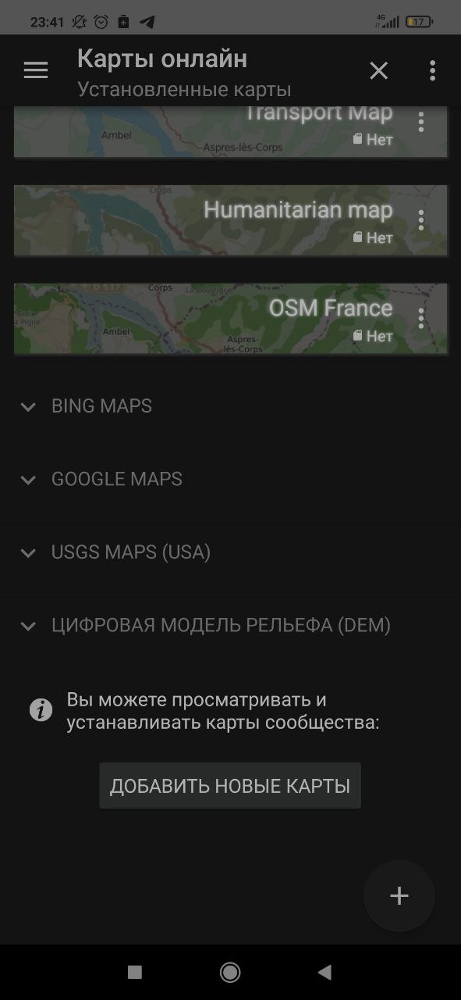 23:41
4G
17
Карты онлайн
Установленные карты
Transport Map
Ambel
Нет
Aspres-lès-Corps
Corps
Humanitarian map
Нет
D 537
Corps
La Boustigue
OSM France
a Pigne
Ambel
Нет
Aspres-
lès-Corps
BING MAPS
GOOGLE MAPS
USGS MAPS (USA)
ЦИФРОВАЯ МОДЕЛЬ РЕЛЬЕФА (DEM)
Вы можете просматривать и
устанавливать карты сообщества:
ДОБАВИТЬ НОВЫЕ КАРТЫ